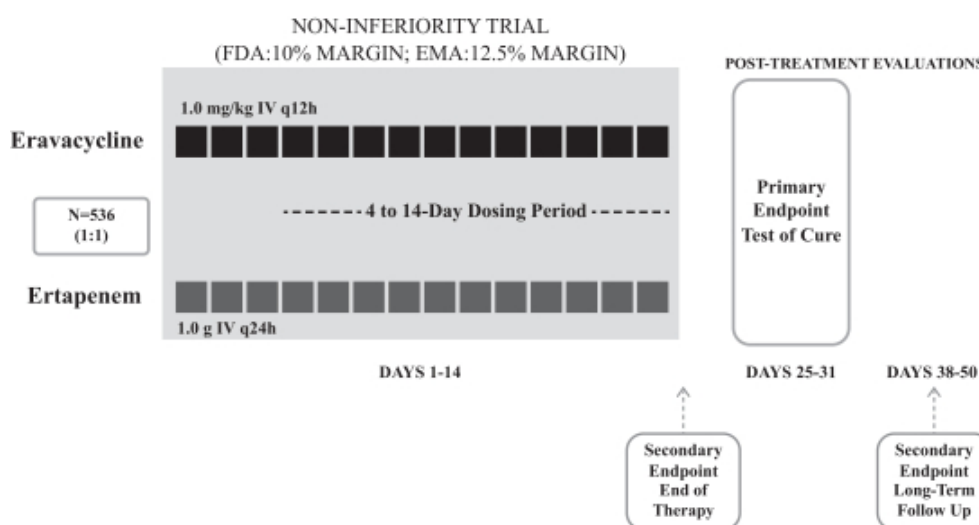 NON-INFERIORITY TRIAL
(FDA:10% MARGIN; EMA:12.5% MARGIN)
POST-TREATMENT EVALUATIONS
1.0 mg/kg IV q12h
Eravacycline
N=536
(1:1)
4 to 14-Day Dosing Period
Primary
Endpoint
Test of Cure
Ertapenem
1.0 g IV q24h
DAYS 1-14
DAYS 25-31
DAYS 38-50
Secondary
Endpoint
End of
Therapy
Secondary
Endpoint
Long-Term
Follow Up